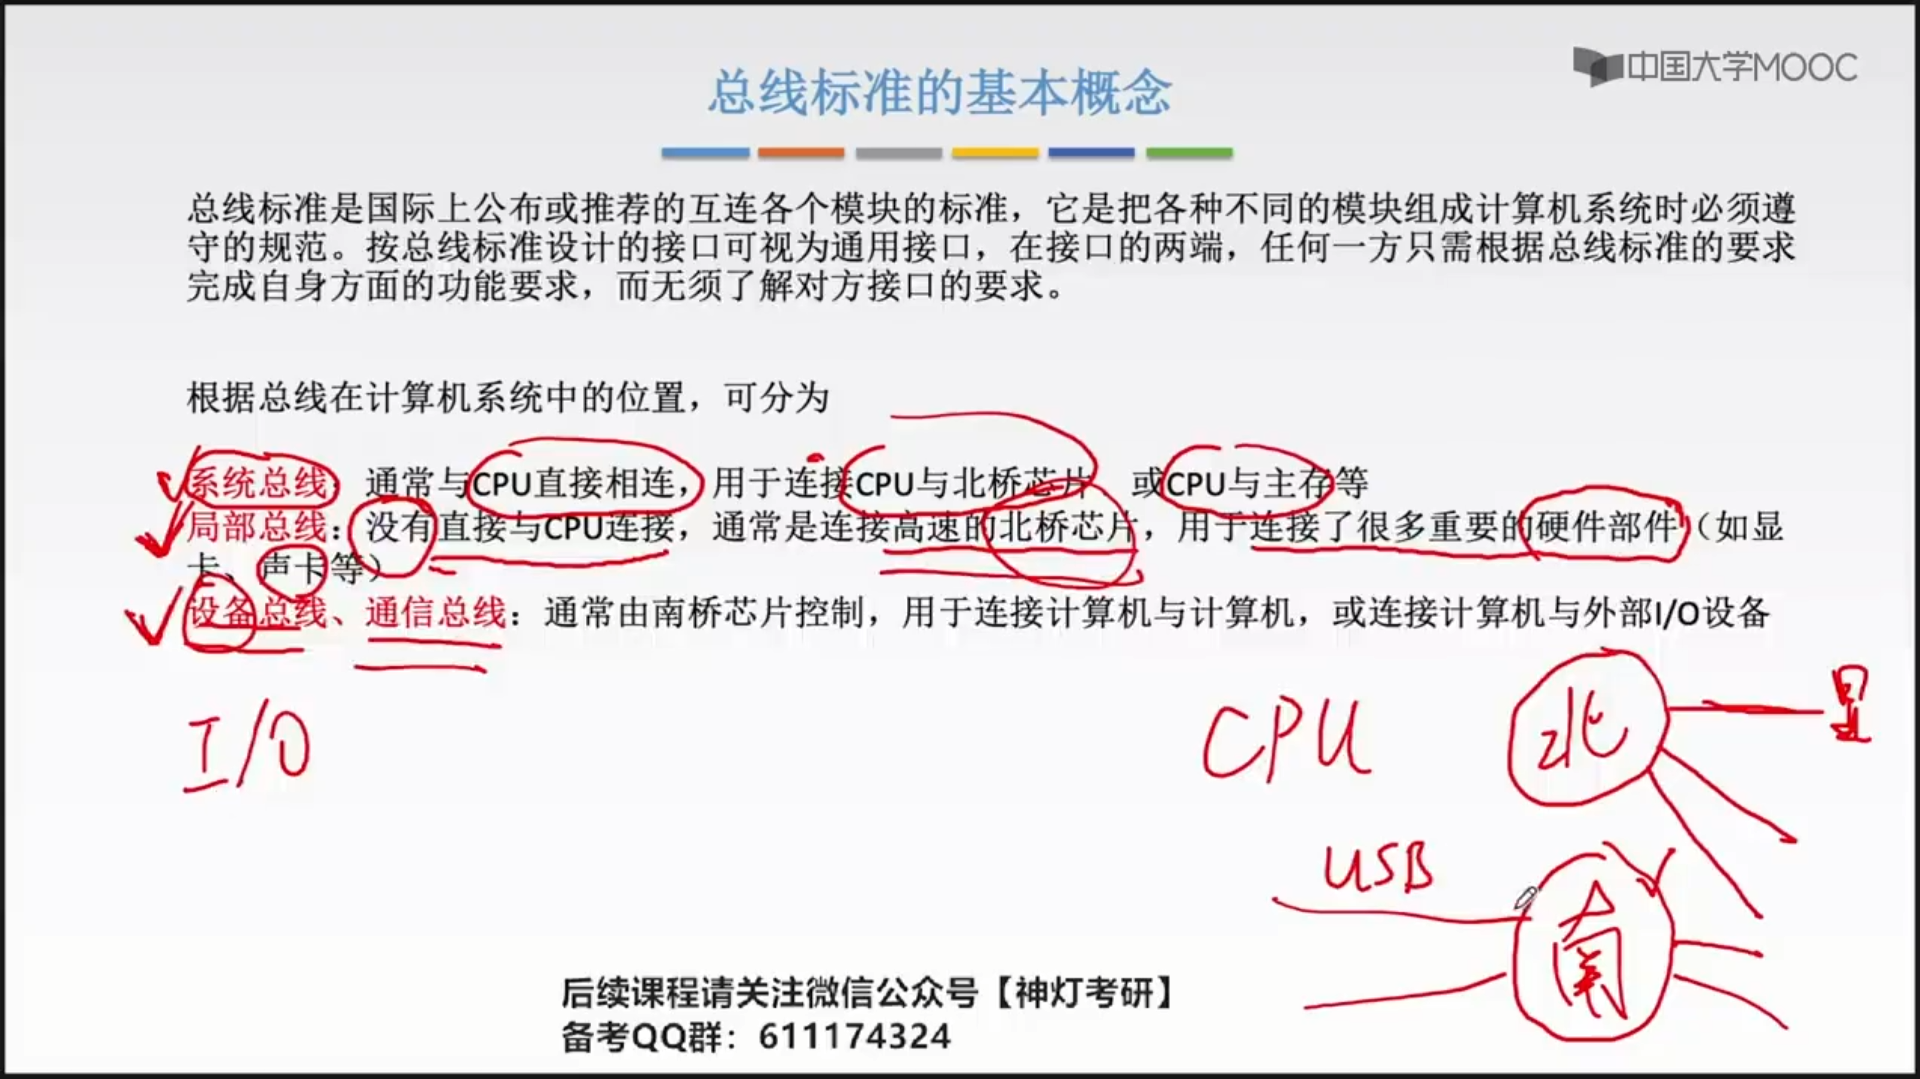 中国大学MOOC
总线标准的基本概念
总线标准是国际上公布或推荐的互连各个模块的标准，它是把各种不同的模块组成计算机系统时必须遵
守的规范。按总线标准设计的接口可视为通用接口，在接口的两端，任何一方只需根据总线标准的要求
完成自身方面的功能要求，而无须了解对方接口的要求。
根据总线在计算机系统中的位置，可分为
系统总线：通常与CPU直接相连，用于连接CPU与北桥芯片 或CPU与主存等
局部总线：没有直接与CPU连接，通常是连接高速的北桥芯片，用于连接了很多重要的硬件部件（如显
卡、声卡等）
设备总线、通信总线：通常由南桥芯片控制，用于连接计算机与计算机，或连接计算机与外部I/O设备
I/O
CPU
北
显
USB
南
后续课程请关注微信公众号【神灯考研】
备考QQ群：611174324